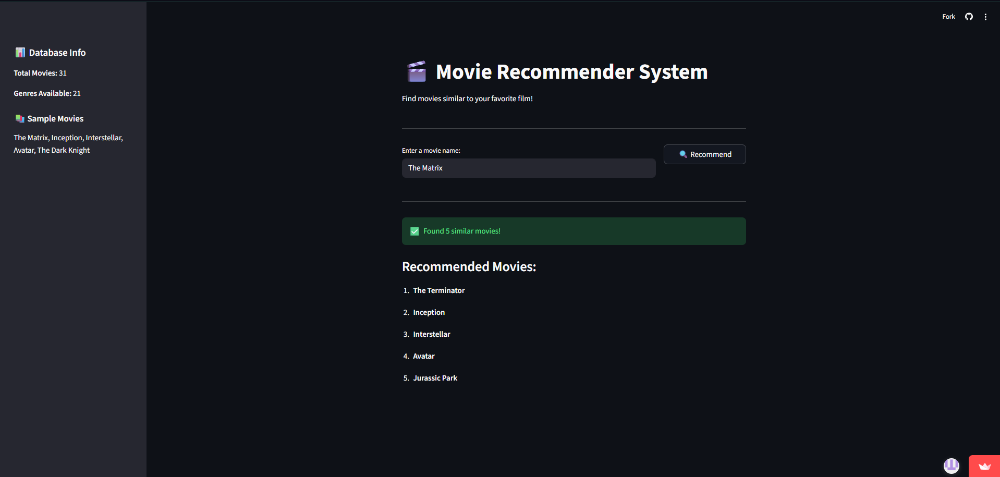 Fork
📊 Database Info
Total Movies: 31
Genres Available: 21
📚 Sample Movies
The Matrix, Inception, Interstellar,
Avatar, The Dark Knight
🎬 Movie Recommender System
Find movies similar to your favorite film!
Enter a movie name:
The Matrix
🔍 Recommend
✅ Found 5 similar movies!
Recommended Movies:
1. The Terminator
2. Inception
3. Interstellar
4. Avatar
5. Jurassic Park